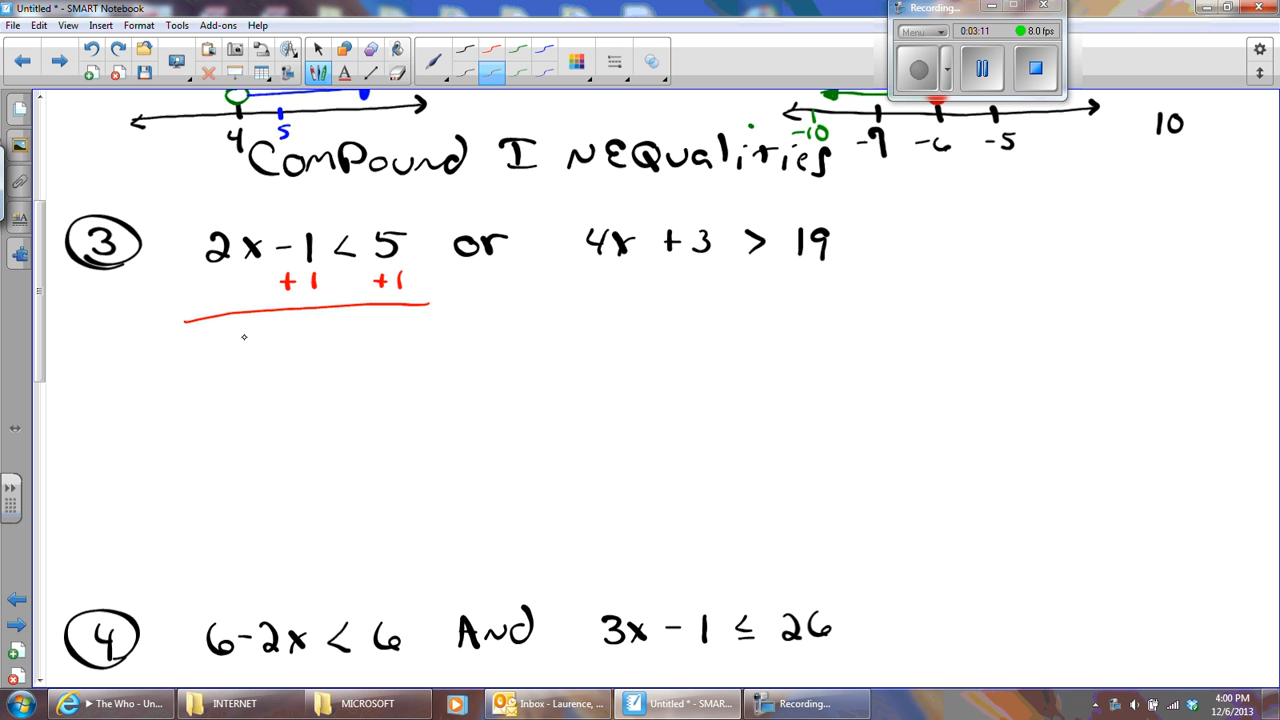 Untitled * - SMART Notebook
Recording...
File Edit View Insert Format Tools Add-ons Help
Menu 0:03:11 8.0 fps
4 5 -10 -7 -6 -5 10
Compound INEQualities
3 2x - 1 < 5 or 4x + 3 > 19
+ 1 + 1
4 6 - 2x < 6 And 3x - 1 ≤ 26
The Who - Un... INTERNET MICROSOFT Inbox - Laurence, ... Untitled * - SMAR... Recording...
4:00 PM
12/6/2013